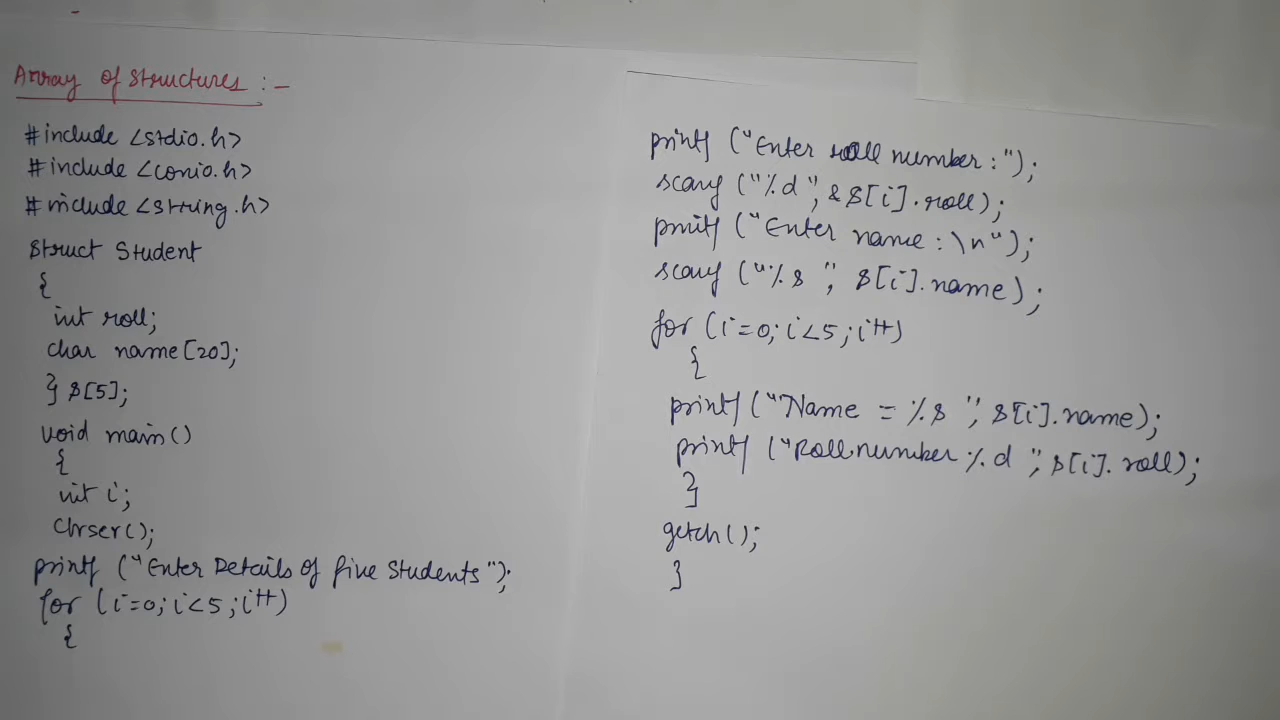 Array of structures :-
#include <stdio.h>
#include <conio.h>
#include <string.h>
Struct Student
{
int roll;
char name[20];
} s[5];
void main()
{
int i;
clrscr();
printf ("Enter Details of five Students");
for (i=0; i<5; i++)
{
printf ("Enter roll number :");
scanf ("%d", &s[i].roll);
printf ("Enter name : \n");
scanf ("%s", s[i].name);
for (i=0; i<5; i++)
{
printf ("Name = %s", s[i].name);
printf ("Roll number %d", s[i].roll);
}
getch();
}